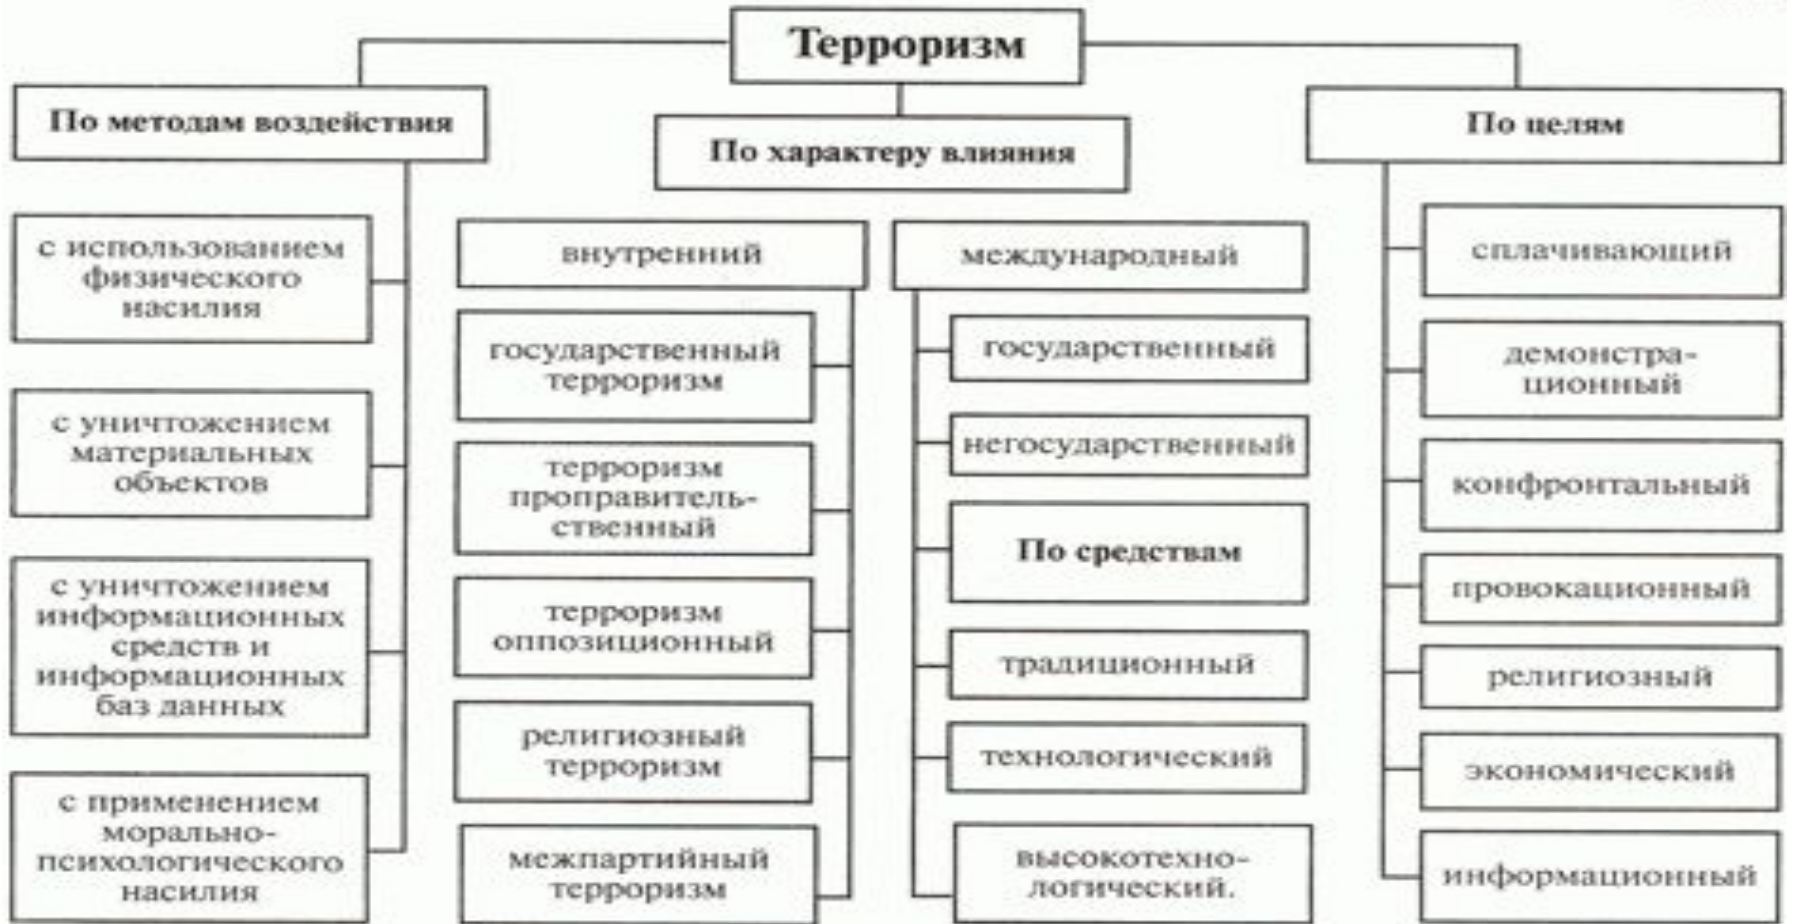 Терроризм
По методам воздействия
с использованием
физического
насилия
с уничтожением
материальных
объектов
с уничтожением
информационных
средств и
информационных
баз данных
с применением
морально-
психологического
насилия
По характеру влияния
внутренний
государственный
терроризм
терроризм
проправитель-
ственный
терроризм
оппозиционный
религиозный
терроризм
межпартийный
терроризм
международный
государственный
негосударственный
По средствам
традиционный
технологический
высокотехно-
логический.
По целям
сплачивающий
демонстра-
ционный
конфронтальный
провокационный
религиозный
экономический
информационный